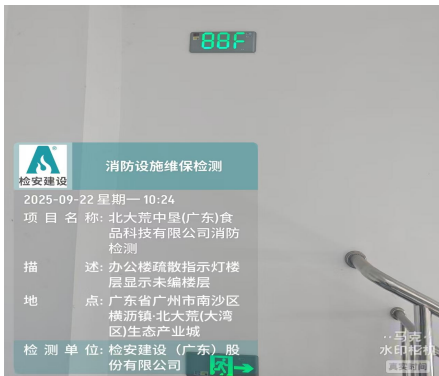 88F
检安建设
消防设施维保检测
2025-09-22 星期一 10:24
项目名称: 北大荒中垦(广东)食
品科技有限公司消防
检测
描述: 办公楼疏散指示灯楼
层显示未编楼层
地点: 广东省广州市南沙区
横沥镇·北大荒(大湾
区)生态产业城
检测单位: 检安建设（广东）股
份有限公司
马克
水印相机
真实时间